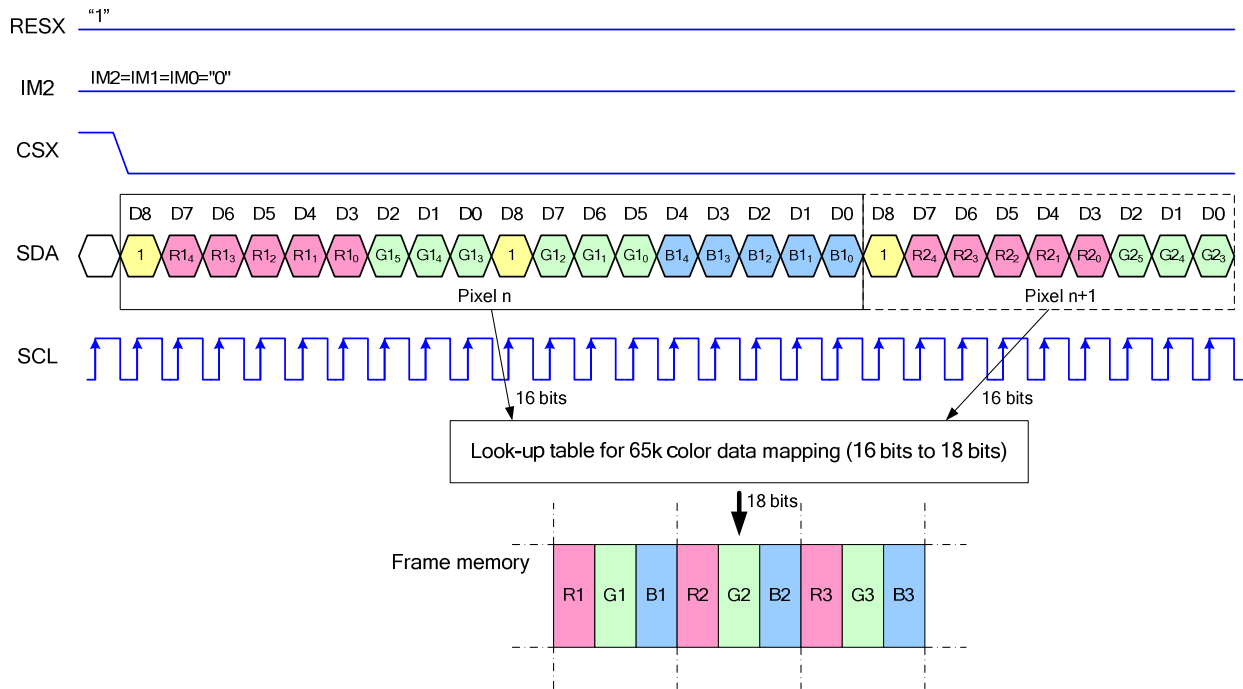 RESX “1”
IM2 IM2=IM1=IM0="0"
CSX
D8 D7 D6 D5 D4 D3 D2 D1 D0 D8 D7 D6 D5 D4 D3 D2 D1 D0 D8 D7 D6 D5 D4 D3 D2 D1 D0
SDA 1 R1₄ R1₃ R1₂ R1₁ R1₀ G1₅ G1₄ G1₃ 1 G1₂ G1₁ G1₀ B1₄ B1₃ B1₂ B1₁ B1₀ 1 R2₄ R2₃ R2₂ R2₁ R2₀ G2₅ G2₄ G2₃
Pixel n Pixel n+1
SCL
16 bits 16 bits
Look-up table for 65k color data mapping (16 bits to 18 bits)
18 bits
Frame memory
R1 G1 B1 R2 G2 B2 R3 G3 B3